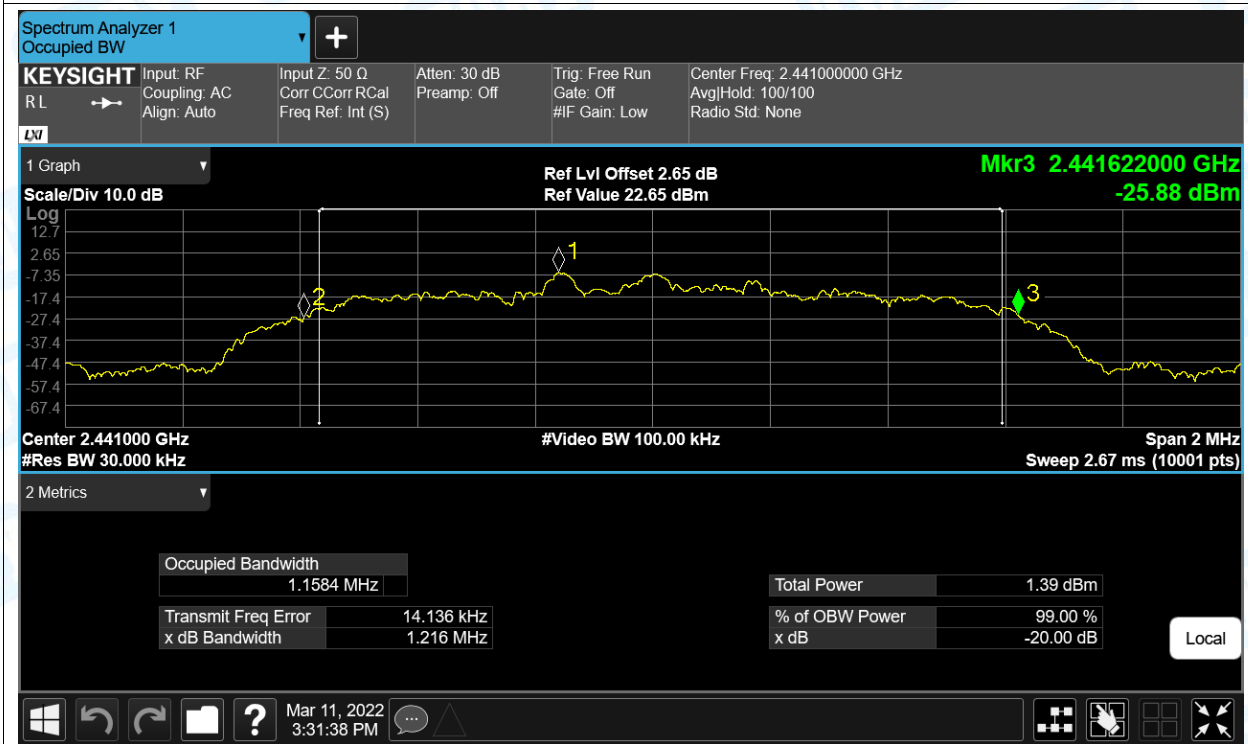 Spectrum Analyzer 1
Occupied BW
KEYSIGHT
R L
LXI
Input: RF
Coupling: AC
Align: Auto
Input Z: 50 Ω
Corr CCorr RCal
Freq Ref: Int (S)
Atten: 30 dB
Preamp: Off
Trig: Free Run
Gate: Off
#IF Gain: Low
Center Freq: 2.441000000 GHz
Avg|Hold: 100/100
Radio Std: None
1 Graph
Scale/Div 10.0 dB
Ref Lvl Offset 2.65 dB
Ref Value 22.65 dBm
Mkr3 2.441622000 GHz
-25.88 dBm
Log
12.7
2.65
-7.35
-17.4
-27.4
-37.4
-47.4
-57.4
-67.4
1
2
3
Center 2.441000 GHz
#Res BW 30.000 kHz
#Video BW 100.00 kHz
Span 2 MHz
Sweep 2.67 ms (10001 pts)
2 Metrics
Occupied Bandwidth
1.1584 MHz
Transmit Freq Error 14.136 kHz
x dB Bandwidth 1.216 MHz
Total Power 1.39 dBm
% of OBW Power 99.00 %
x dB -20.00 dB
Local
?
Mar 11, 2022
3:31:38 PM